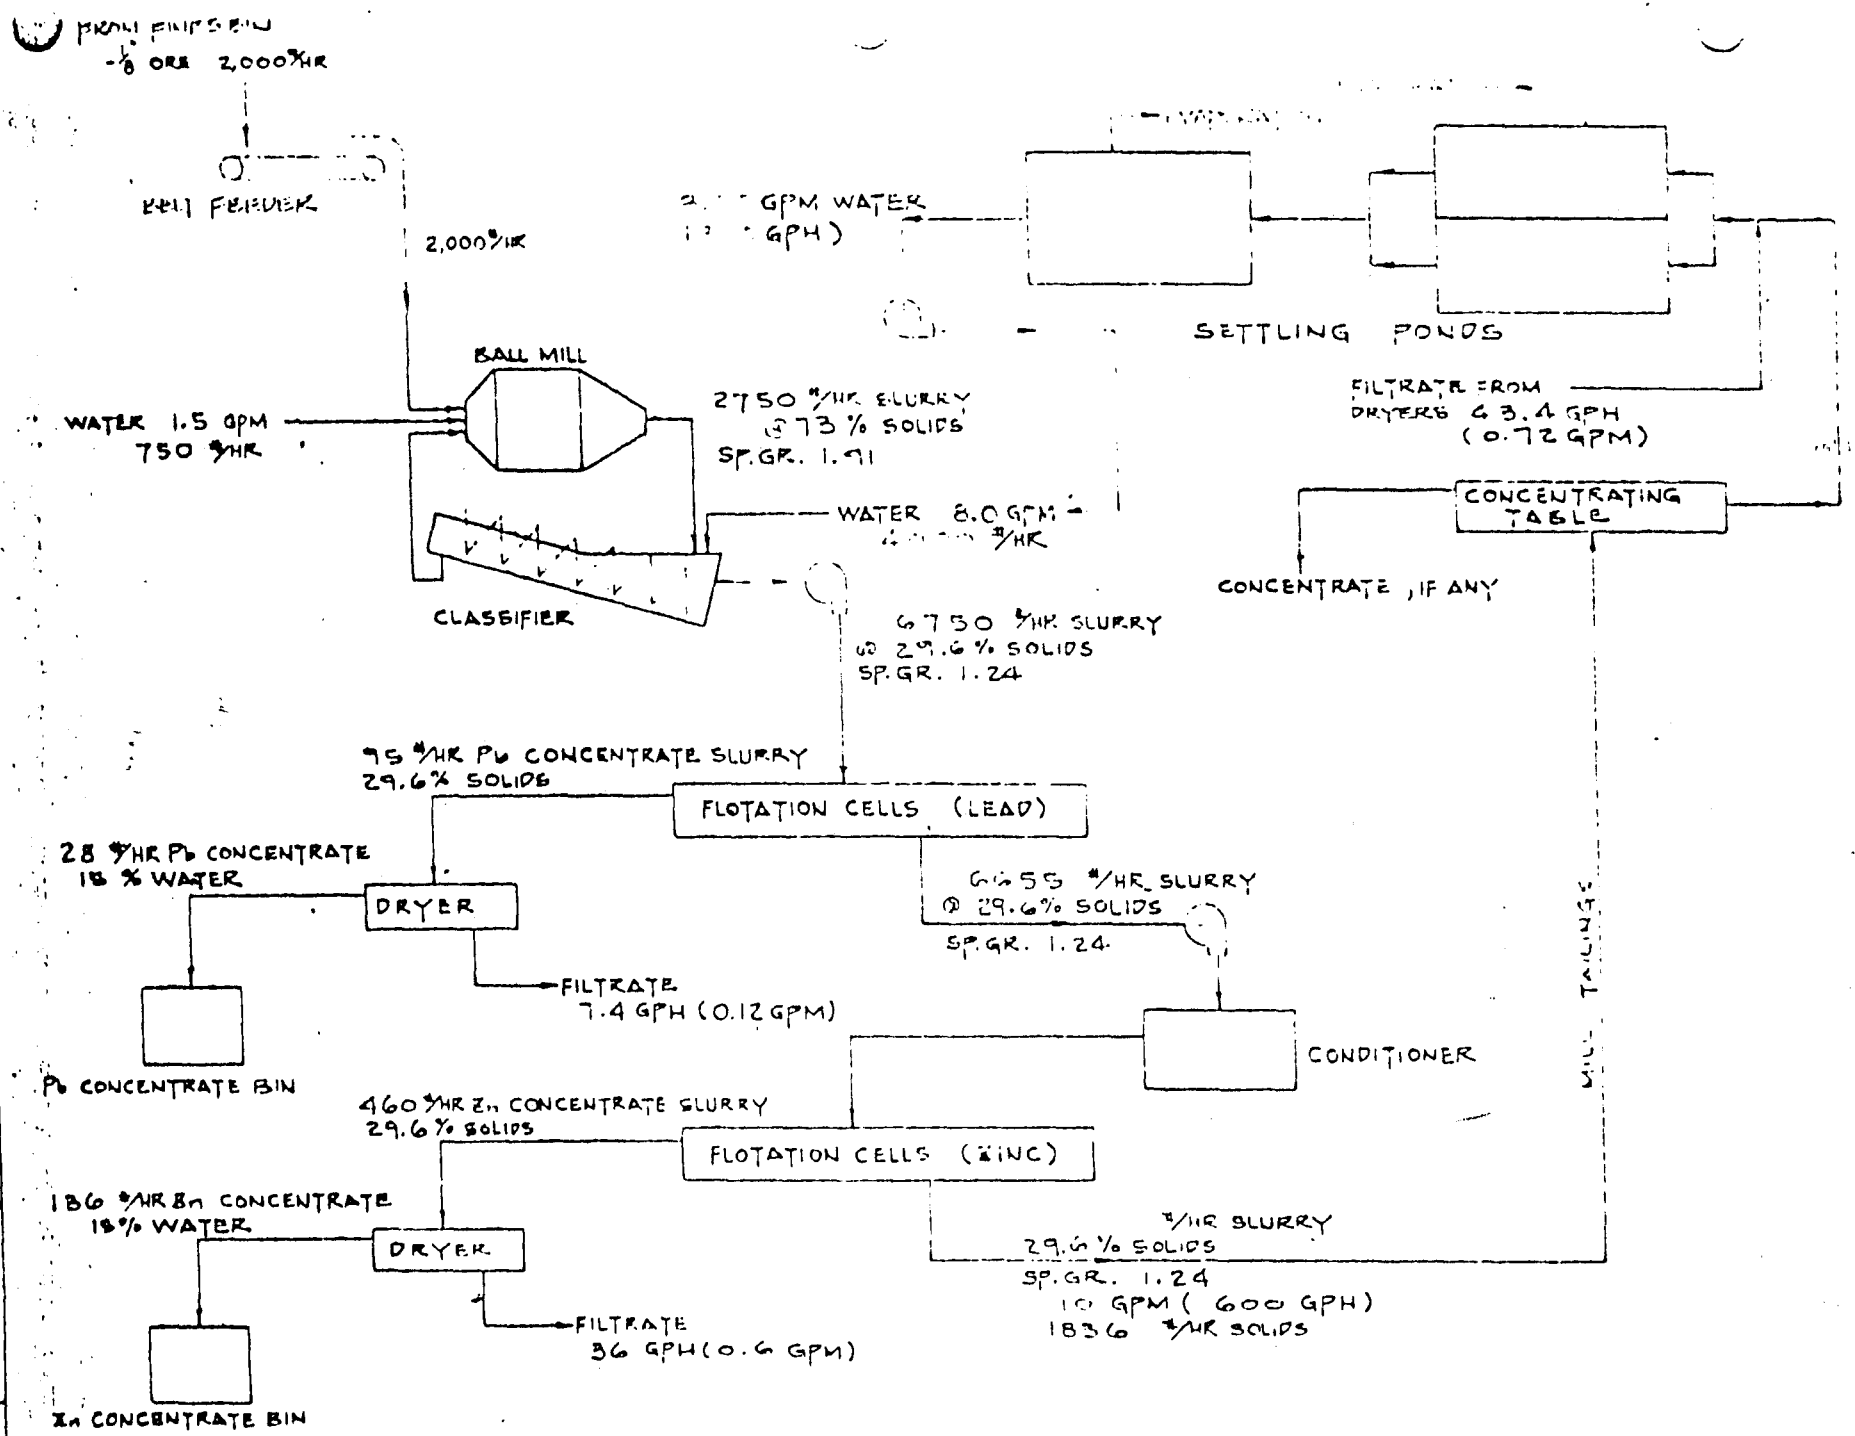 FROM FINES BIN
-⅛" ORE 2,000#/HR
BELT FEEDER
2,000#/HR
GPM WATER
GPH)
SETTLING PONDS
BALL MILL
WATER 1.5 GPM
750 #/HR
2750 #/HR SLURRY
@ 73 % SOLIDS
SP.GR. 1.91
FILTRATE FROM
DRYERS 43.4 GPH
(0.72 GPM)
CONCENTRATING
TABLE
WATER 8.0 GPM
#/HR
CONCENTRATE, IF ANY
CLASSIFIER
6750 #/HR SLURRY
@ 29.6 % SOLIDS
SP.GR. 1.24
95 #/HR Pb CONCENTRATE SLURRY
29.6% SOLIDS
FLOTATION CELLS (LEAD)
28 #/HR Pb CONCENTRATE
18 % WATER
DRYER
6655 #/HR SLURRY
@ 29.6% SOLIDS
SP.GR. 1.24
FILTRATE
7.4 GPH (0.12 GPM)
MILL TAILINGS
CONDITIONER
Pb CONCENTRATE BIN
460 #/HR Zn CONCENTRATE SLURRY
29.6 % SOLIDS
FLOTATION CELLS (ZINC)
136 #/HR Zn CONCENTRATE
18% WATER
DRYER
#/HR SLURRY
29.6 % SOLIDS
SP.GR. 1.24
10 GPM ( 600 GPH)
1836 #/HR SOLIDS
FILTRATE
36 GPH (0.6 GPM)
Zn CONCENTRATE BIN